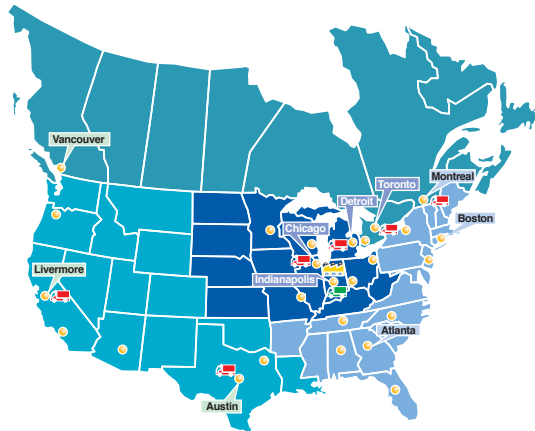 Vancouver
Montreal
Toronto
Detroit
Boston
Chicago
Livermore
Indianapolis
Atlanta
Austin